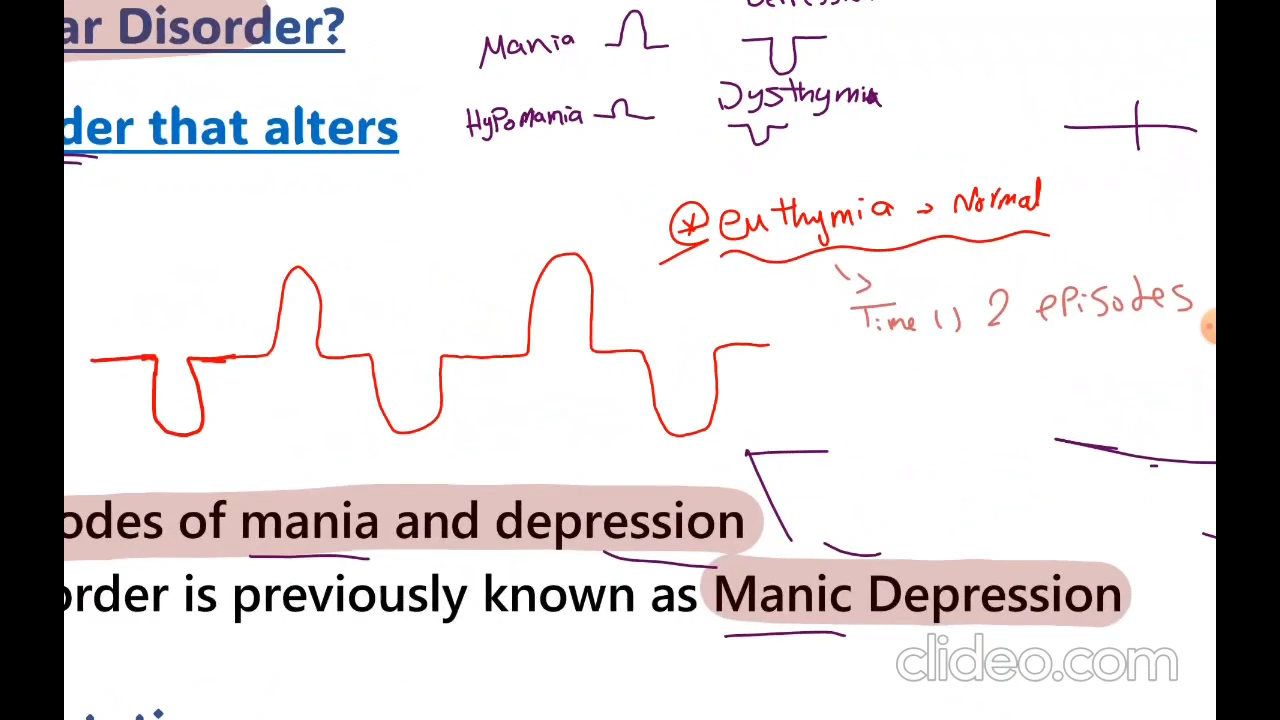 ar Disorder?
Mania
HyPomania
Dysthymia
der that alters
* euthymia → Normal
Time () 2 episodes
odes of mania and depression
order is previously known as Manic Depression
clideo.com